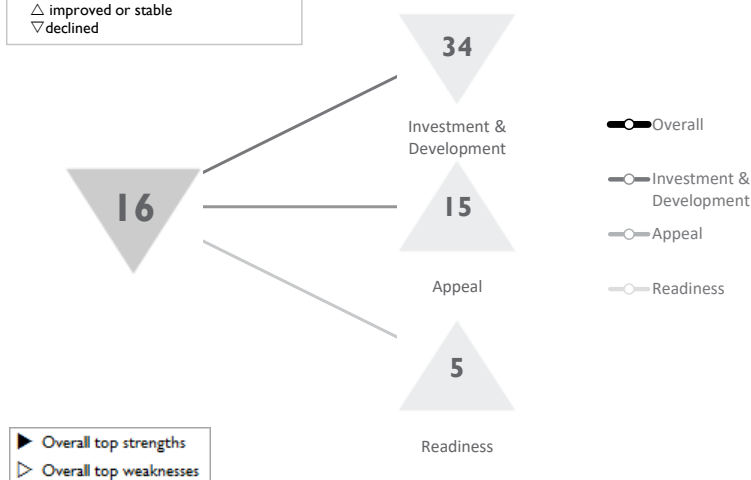 △ improved or stable
▽ declined
34
Investment &
Development
16
15
Appeal
5
Readiness
Overall
Investment &
Development
Appeal
Readiness
▶ Overall top strengths
▷ Overall top weaknesses